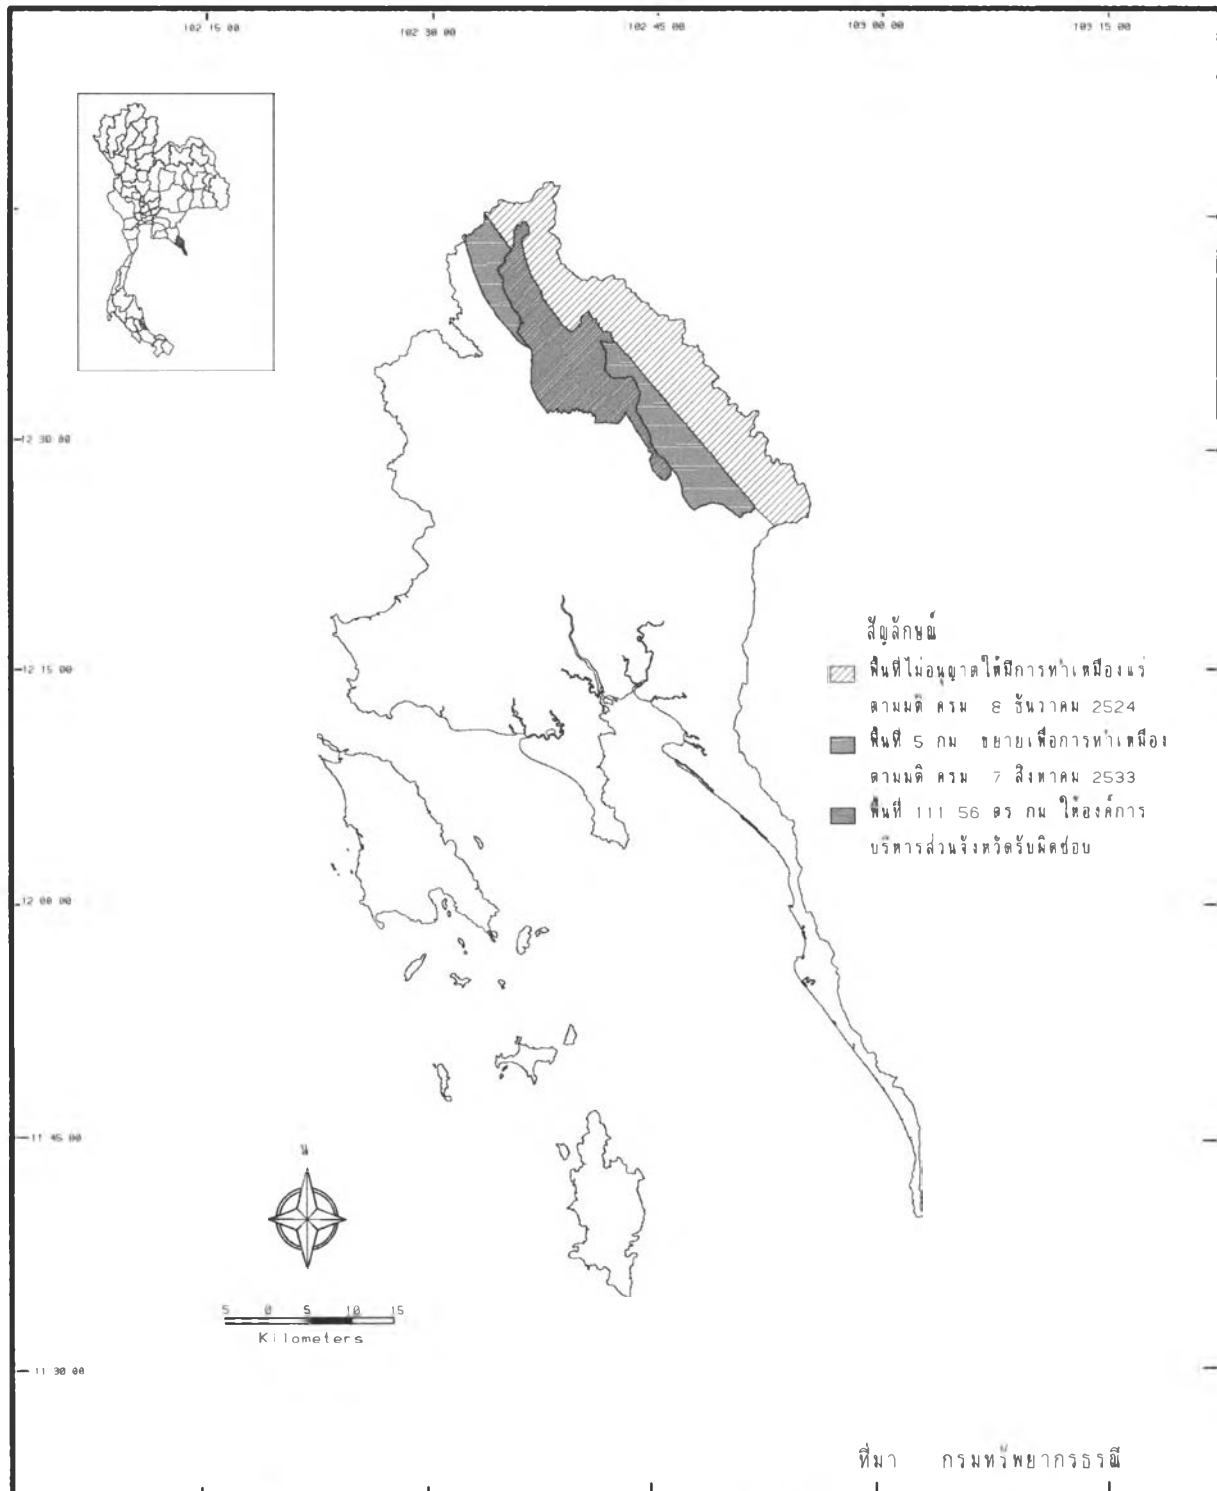 102 15 00
102 30 00
102 45 00
103 00 00
103 15 00
12 30 00
12 15 00
12 00 00
11 45 00
11 30 00
สัญลักษณ์
พื้นที่ไม่อนุญาตให้มีการทำเหมืองแร่
ตามมติ ครม 8 ธันวาคม 2524
พื้นที่ 5 กม ขยายเพื่อการทำเหมือง
ตามมติ ครม 7 สิงหาคม 2533
พื้นที่ 111 56 ตร กม ให้องค์การ
บริหารส่วนจังหวัดรับผิดชอบ
น
5 0 5 10 15
Kilometers
ที่มา กรมทรัพยากรธรณี